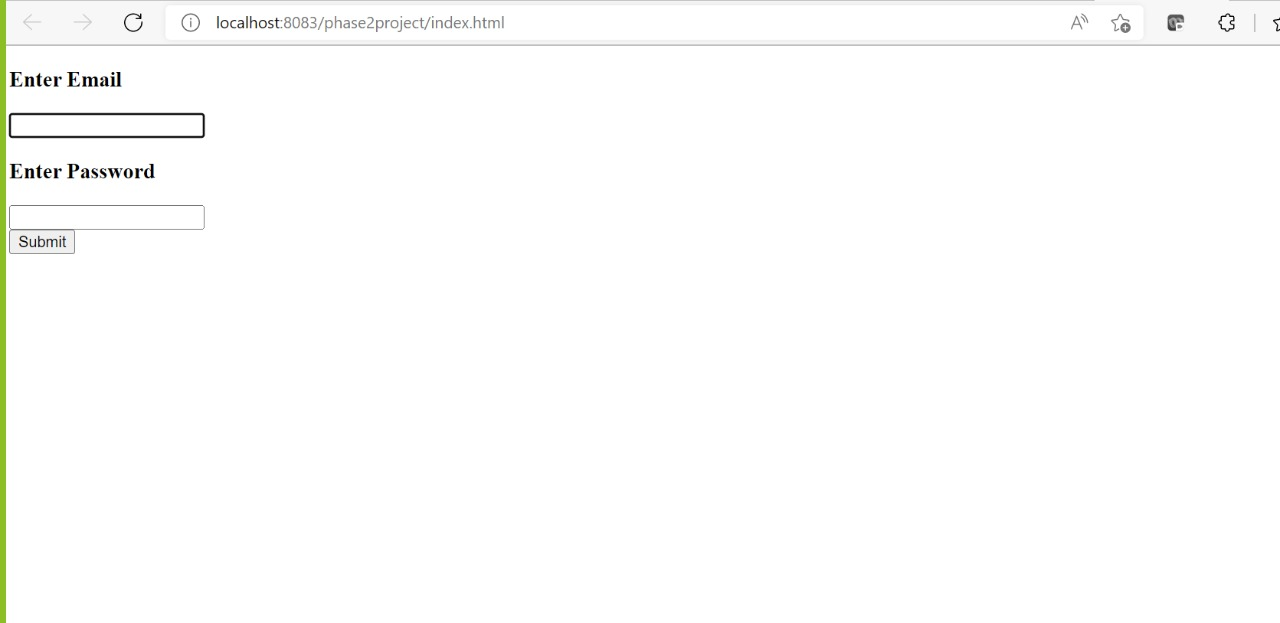 localhost:8083/phase2project/index.html
Enter Email
Enter Password
Submit